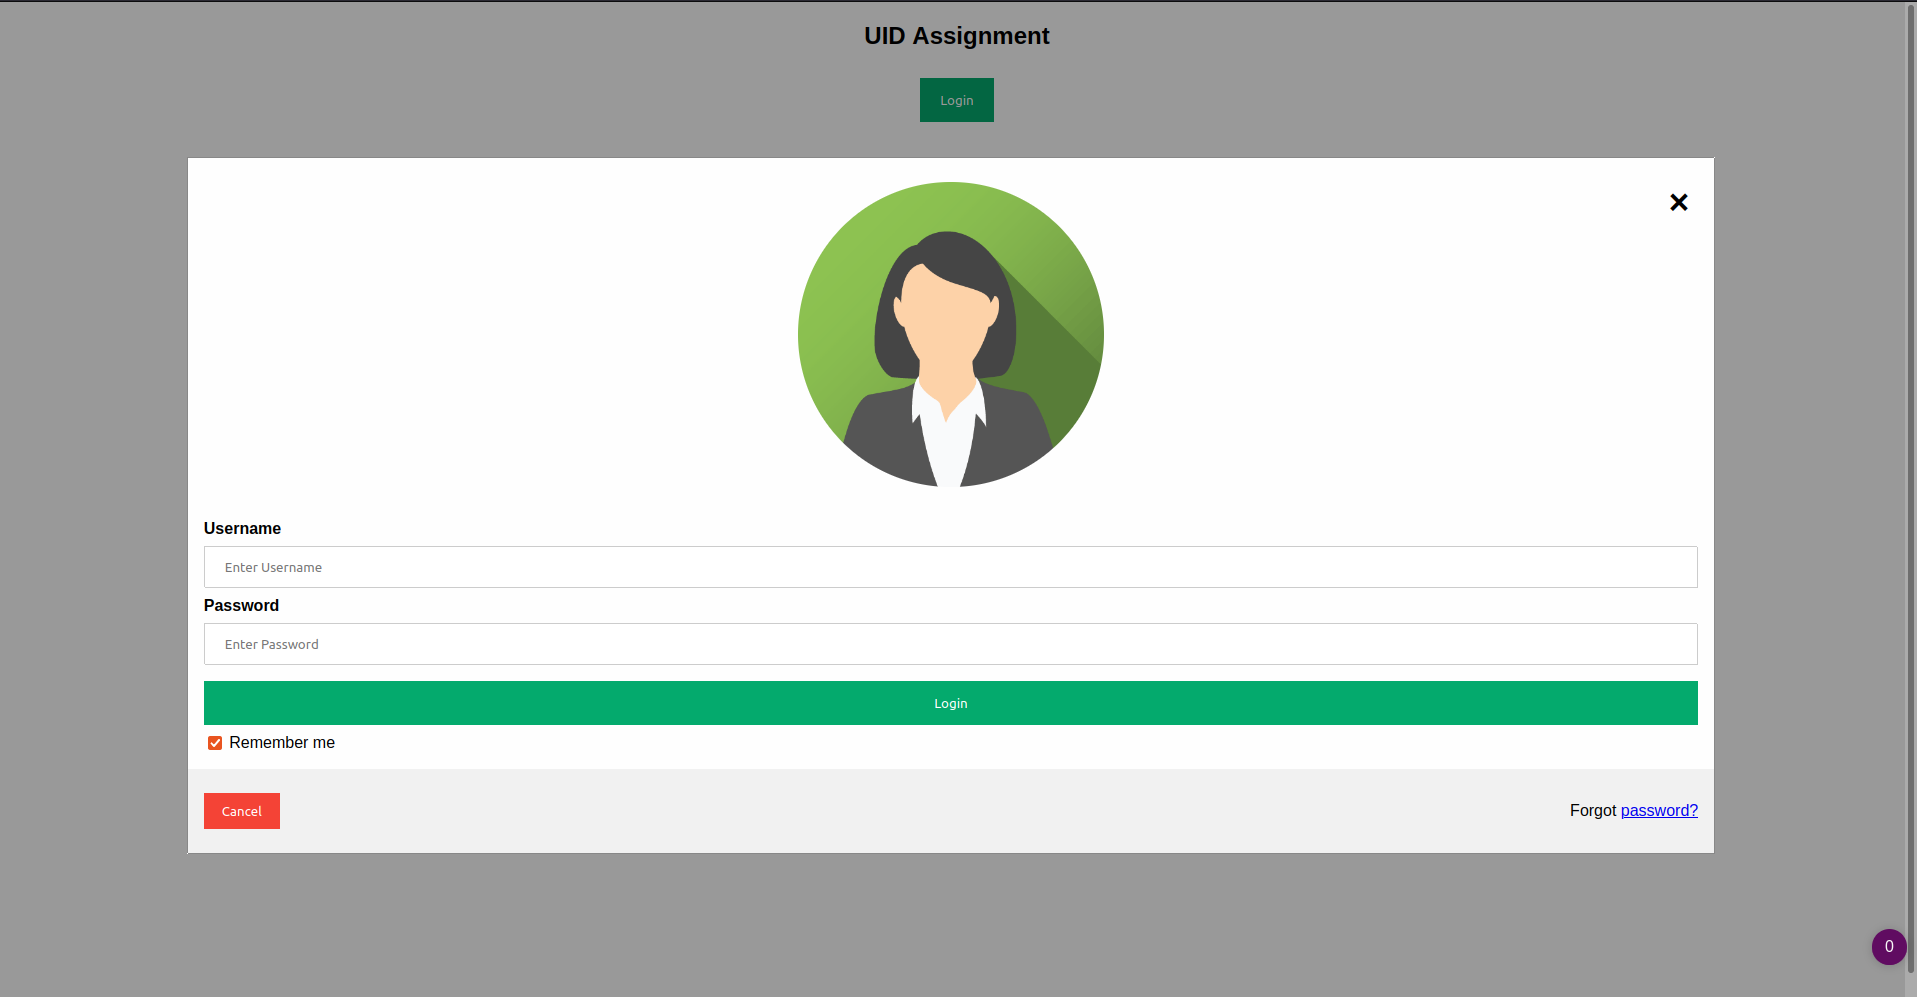 UID Assignment
Login
Username
Enter Username
Password
Enter Password
Login
Remember me
Cancel
Forgot password?
0